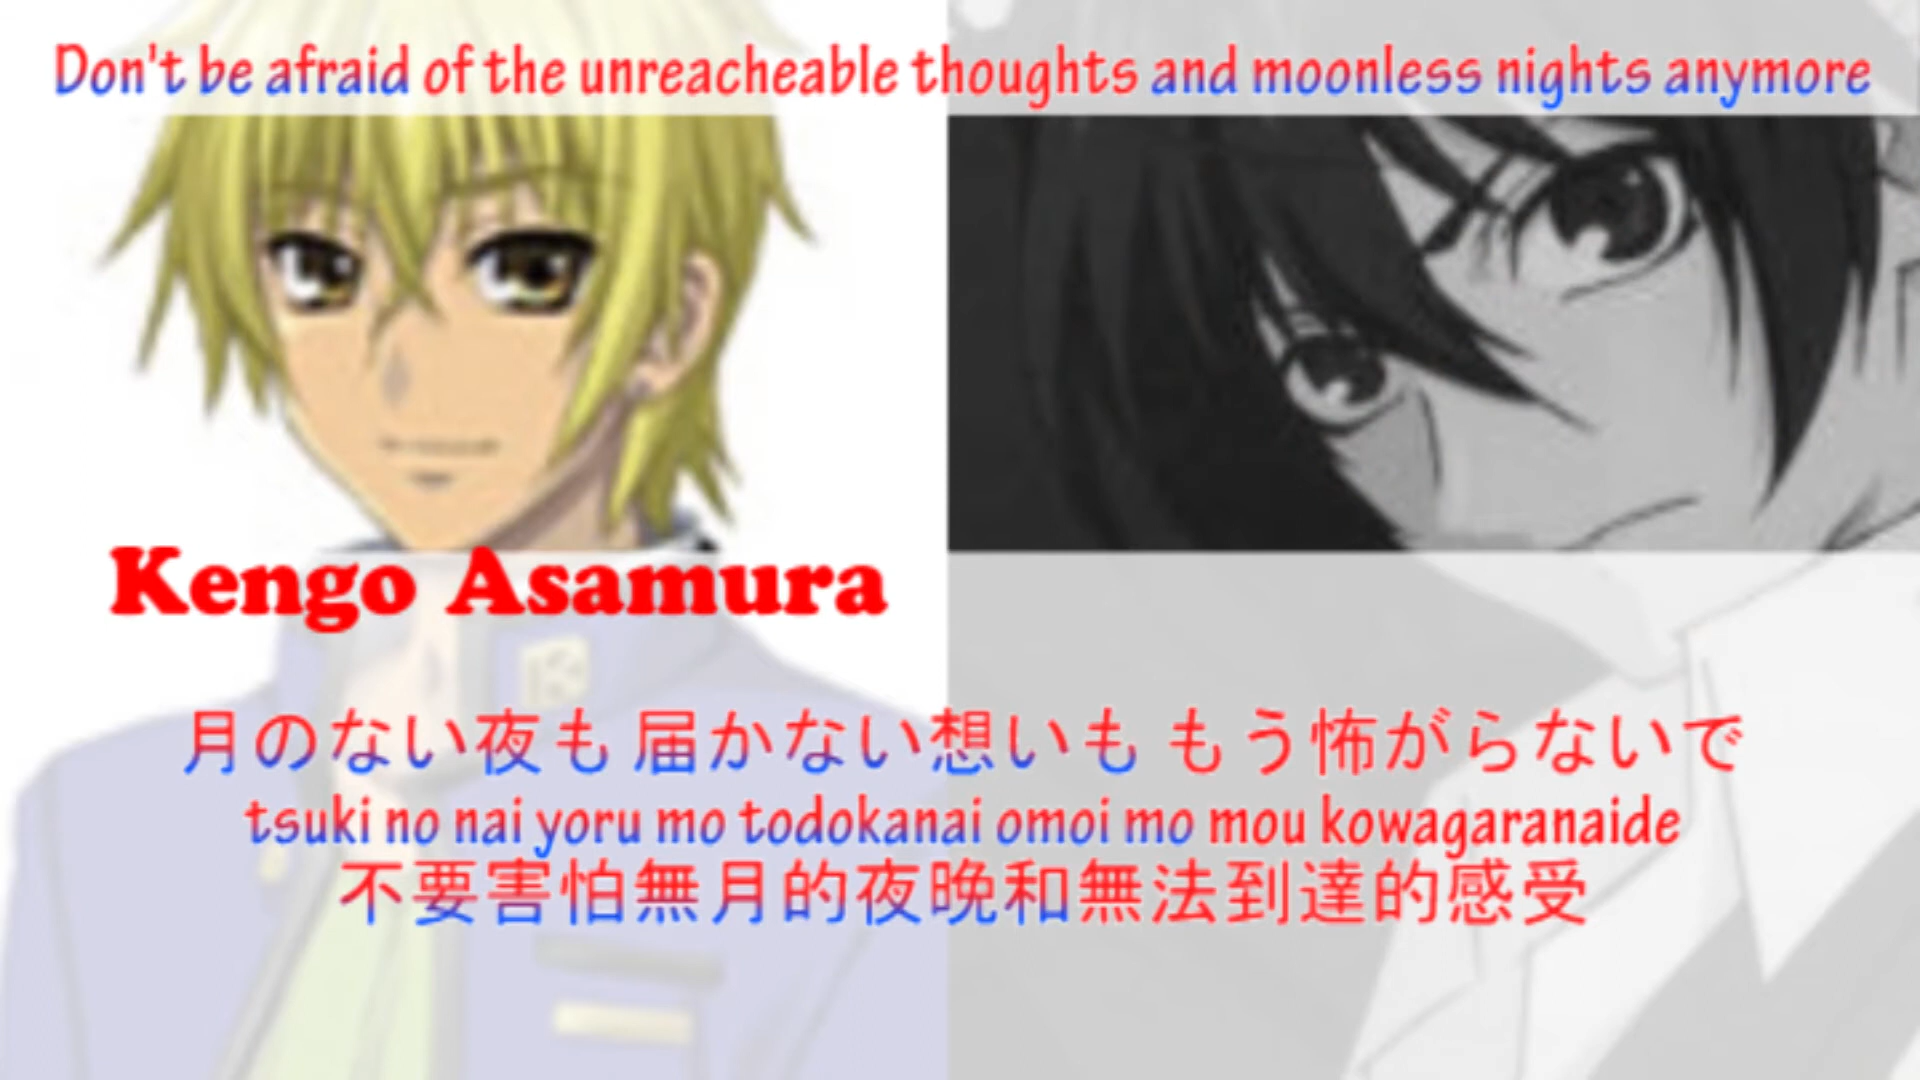 Don't be afraid of the unreacheable thoughts and moonless nights anymore
Kengo Asamura
月のない夜も 届かない想いも もう怖がらないで
tsuki no nai yoru mo todokanai omoi mo mou kowagaranaide
不要害怕無月的夜晚和無法到達的感受